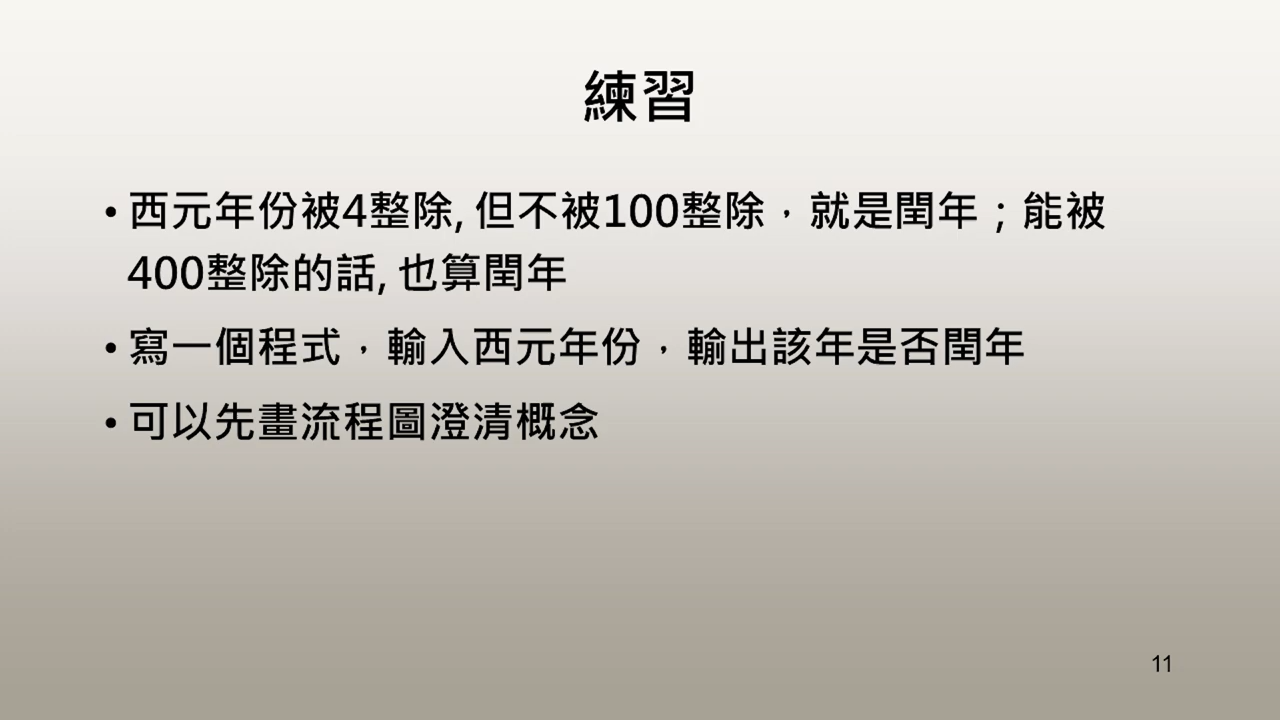 練習
• 西元年份被4整除, 但不被100整除，就是閏年；能被
400整除的話, 也算閏年
• 寫一個程式，輸入西元年份，輸出該年是否閏年
• 可以先畫流程圖澄清概念
11